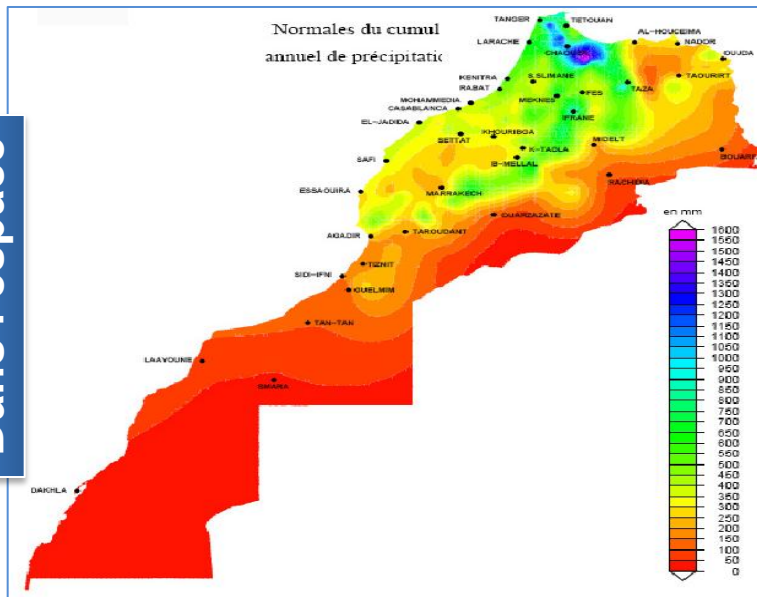 Normales du cumul
annuel de précipitatio
TANGER
TETOUAN
LARACHE
CHAOUEN
AL-HOUCEIMA
NADOR
OUJDA
KENITRA
S.SLIMANE
TAOURIRT
IRABAT
MOHAMMEDIA
MEKNES
FES
TAZA
CASABLANCA
IFRANE
EL-JADIDA
SETTAT
KHOURIBGA
MIDELT
K-TADLA
BOUARF
SAFI
B-MELLAL
RACHIDIA
ESSAOUIRA
MARRAKECH
OUARZAZATE
AGADIR
TAROUDANT
TIZNIT
SIDI-IFNI
GUELMIM
TAN-TAN
LAAYOUNE
SMARA
DAKHLA
en mm
1600
1550
1500
1450
1400
1350
1300
1250
1200
1150
1100
1050
1000
950
900
850
800
750
700
650
600
550
500
450
400
350
300
250
200
150
100
50
0